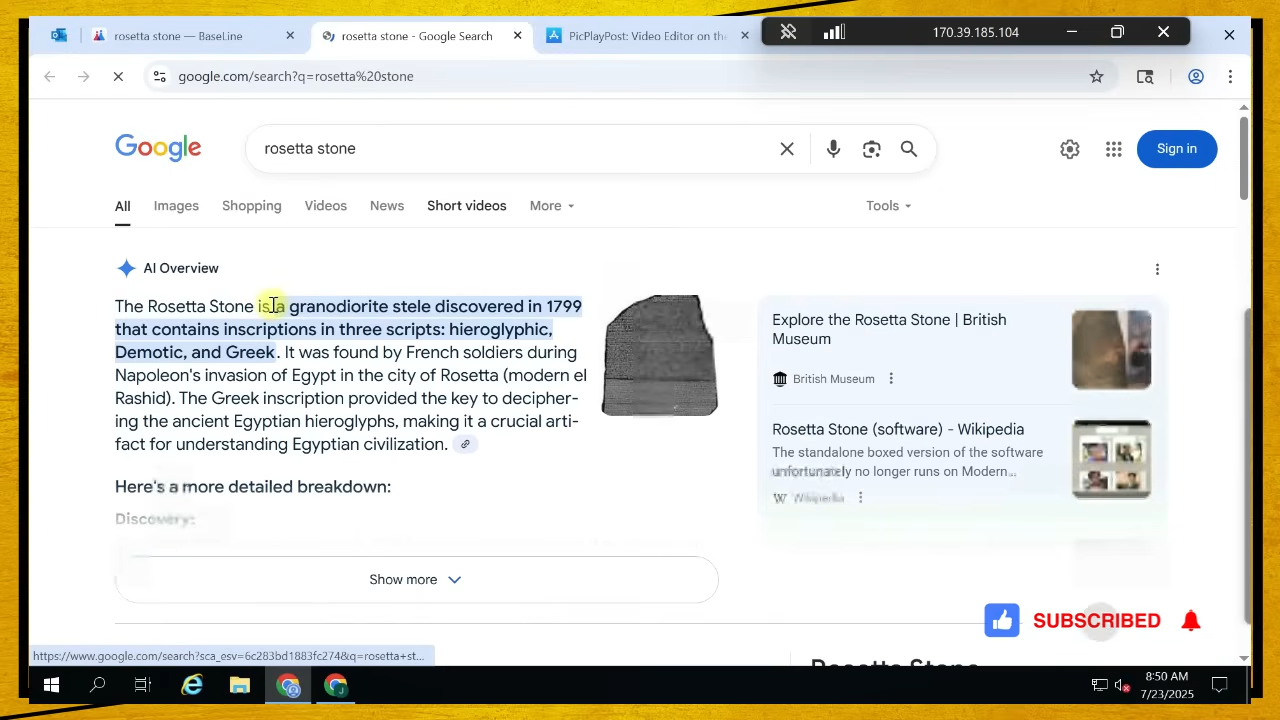 rosetta stone — BaseLine
rosetta stone - Google Search
PicPlayPost: Video Editor on the
170.39.185.104
google.com/search?q=rosetta%20stone
Google
rosetta stone
Sign in
All Images Shopping Videos News Short videos More Tools
AI Overview
The Rosetta Stone is a granodiorite stele discovered in 1799
that contains inscriptions in three scripts: hieroglyphic,
Demotic, and Greek. It was found by French soldiers during
Napoleon's invasion of Egypt in the city of Rosetta (modern el
Rashid). The Greek inscription provided the key to decipher-
ing the ancient Egyptian hieroglyphs, making it a crucial arti-
fact for understanding Egyptian civilization.
Here's a more detailed breakdown:
Discovery:
Show more
Explore the Rosetta Stone | British
Museum
British Museum
Rosetta Stone (software) - Wikipedia
The standalone boxed version of the software
unfortunately no longer runs on Modern...
W Wikipedia
SUBSCRIBED
https://www.google.com/search?sca_esv=6c283bd1883fc274&q=rosetta+st...
Rosetta Stone
8:50 AM
7/23/2025